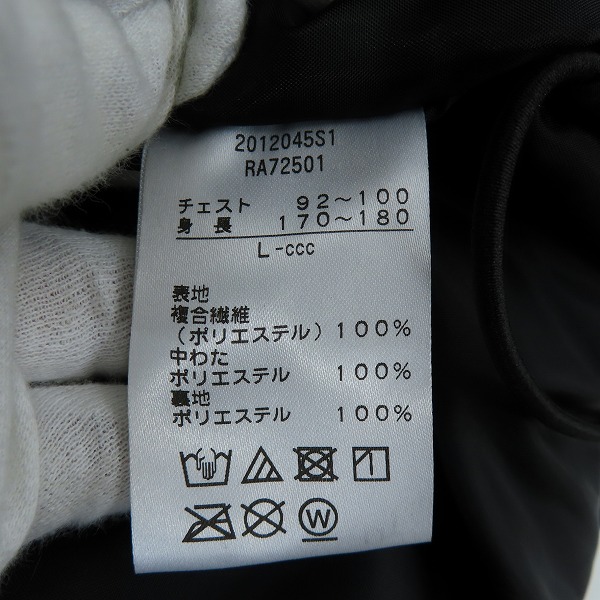 2012045S1
RA72501
チェスト 92～100
身長 170～180
L-ccc
表地
複合繊維
(ポリエステル) 100%
中わた
ポリエステル 100%
裏地
ポリエステル 100%
W